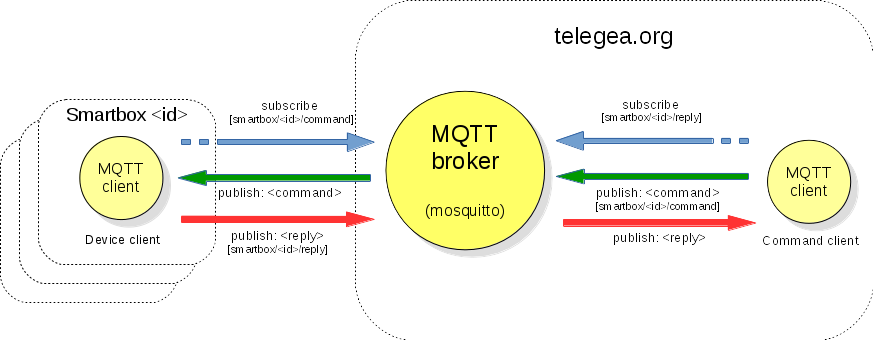 telegea.org
Smartbox <id>
MQTT
client
Device client
subscribe
[smartbox/<id>/command]
publish: <command>
publish: <reply>
[smartbox/<id>/reply]
MQTT
broker
(mosquitto)
subscribe
[smartbox/<id>/reply]
publish: <command>
[smartbox/<id>/command]
publish: <reply>
MQTT
client
Command client